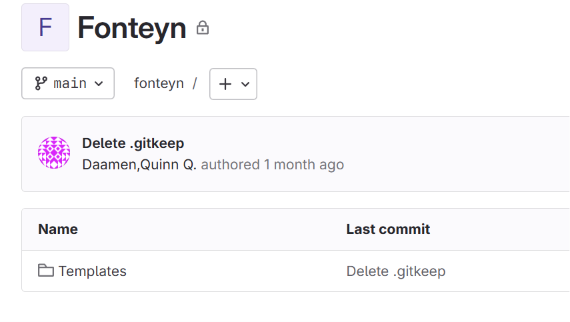 F Fonteyn
main fonteyn / +
Delete .gitkeep
Daamen,Quinn Q. authored 1 month ago
Name Last commit
Templates Delete .gitkeep